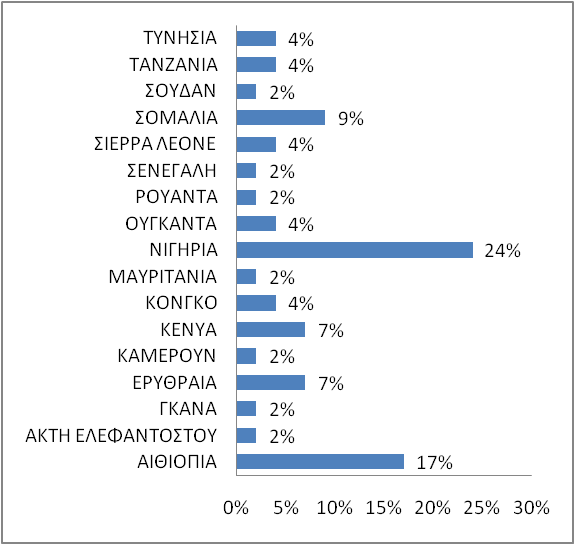 ΤΥΝΗΣΙΑ 4%
ΤΑΝΖΑΝΙΑ 4%
ΣΟΥΔΑΝ 2%
ΣΟΜΑΛΙΑ 9%
ΣΙΕΡΡΑ ΛΕΟΝΕ 4%
ΣΕΝΕΓΑΛΗ 2%
ΡΟΥΑΝΤΑ 2%
ΟΥΓΚΑΝΤΑ 4%
ΝΙΓΗΡΙΑ 24%
ΜΑΥΡΙΤΑΝΙΑ 2%
ΚΟΝΓΚΟ 4%
ΚΕΝΥΑ 7%
ΚΑΜΕΡΟΥΝ 2%
ΕΡΥΘΡΑΙΑ 7%
ΓΚΑΝΑ 2%
ΑΚΤΗ ΕΛΕΦΑΝΤΟΣΤΟΥ 2%
ΑΙΘΙΟΠΙΑ 17%
0% 5% 10% 15% 20% 25% 30%